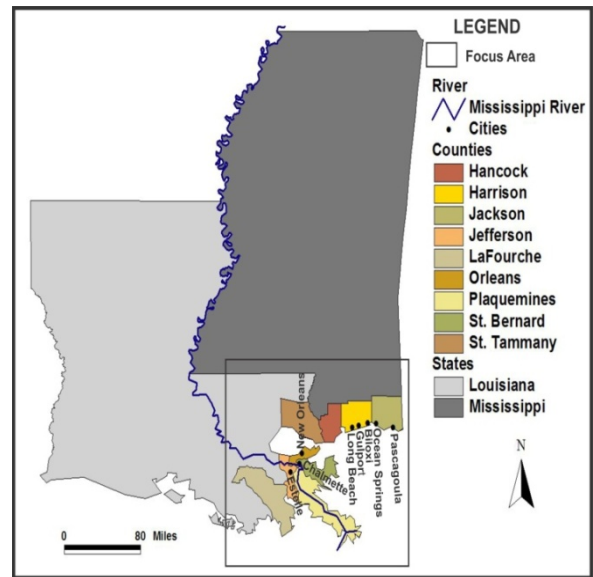 LEGEND
Focus Area
River
Mississippi River
Cities
Counties
Hancock
Harrison
Jackson
Jefferson
LaFourche
Orleans
Plaquemines
St. Bernard
St. Tammany
States
Louisiana
Mississippi
New Orleans
Chalmette
Estelle
Long Beach
Gulport
Biloxi
Ocean Springs
Pascagoula
N
0 80 Miles